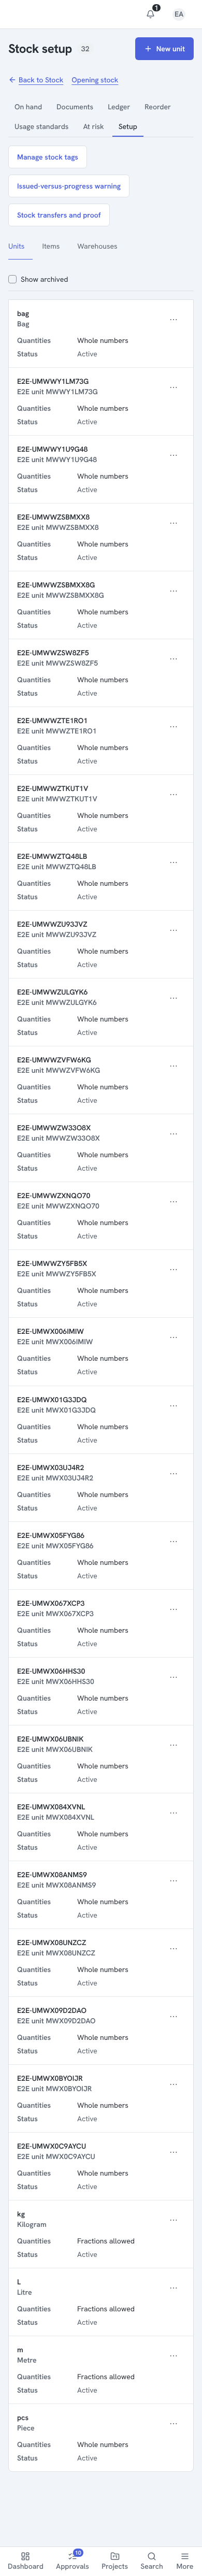 1
EA
Stock setup 32
New unit
Back to Stock Opening stock
On hand Documents Ledger Reorder
Usage standards At risk Setup
Manage stock tags
Issued-versus-progress warning
Stock transfers and proof
Units Items Warehouses
Show archived
bag
Bag
Quantities Whole numbers
Status Active
E2E-UMWWY1LM73G
E2E unit MWWY1LM73G
Quantities Whole numbers
Status Active
E2E-UMWWY1U9G48
E2E unit MWWY1U9G48
Quantities Whole numbers
Status Active
E2E-UMWWZSBMXX8
E2E unit MWWZSBMXX8
Quantities Whole numbers
Status Active
E2E-UMWWZSBMXX8G
E2E unit MWWZSBMXX8G
Quantities Whole numbers
Status Active
E2E-UMWWZSW8ZF5
E2E unit MWWZSW8ZF5
Quantities Whole numbers
Status Active
E2E-UMWWZTE1RO1
E2E unit MWWZTE1RO1
Quantities Whole numbers
Status Active
E2E-UMWWZTKUT1V
E2E unit MWWZTKUT1V
Quantities Whole numbers
Status Active
E2E-UMWWZTQ48LB
E2E unit MWWZTQ48LB
Quantities Whole numbers
Status Active
E2E-UMWWZU93JVZ
E2E unit MWWZU93JVZ
Quantities Whole numbers
Status Active
E2E-UMWWZULGYK6
E2E unit MWWZULGYK6
Quantities Whole numbers
Status Active
E2E-UMWWZVFW6KG
E2E unit MWWZVFW6KG
Quantities Whole numbers
Status Active
E2E-UMWWZW33O8X
E2E unit MWWZW33O8X
Quantities Whole numbers
Status Active
E2E-UMWWZXNQO70
E2E unit MWWZXNQO70
Quantities Whole numbers
Status Active
E2E-UMWWZY5FB5X
E2E unit MWWZY5FB5X
Quantities Whole numbers
Status Active
E2E-UMWX006IMIW
E2E unit MWX006IMIW
Quantities Whole numbers
Status Active
E2E-UMWX01G3JDQ
E2E unit MWX01G3JDQ
Quantities Whole numbers
Status Active
E2E-UMWX03UJ4R2
E2E unit MWX03UJ4R2
Quantities Whole numbers
Status Active
E2E-UMWX05FYG86
E2E unit MWX05FYG86
Quantities Whole numbers
Status Active
E2E-UMWX067XCP3
E2E unit MWX067XCP3
Quantities Whole numbers
Status Active
E2E-UMWX06HHS30
E2E unit MWX06HHS30
Quantities Whole numbers
Status Active
E2E-UMWX06UBNIK
E2E unit MWX06UBNIK
Quantities Whole numbers
Status Active
E2E-UMWX084XVNL
E2E unit MWX084XVNL
Quantities Whole numbers
Status Active
E2E-UMWX08ANMS9
E2E unit MWX08ANMS9
Quantities Whole numbers
Status Active
E2E-UMWX08UNZCZ
E2E unit MWX08UNZCZ
Quantities Whole numbers
Status Active
E2E-UMWX09D2DAO
E2E unit MWX09D2DAO
Quantities Whole numbers
Status Active
E2E-UMWX0BYOIJR
E2E unit MWX0BYOIJR
Quantities Whole numbers
Status Active
E2E-UMWX0C9AYCU
E2E unit MWX0C9AYCU
Quantities Whole numbers
Status Active
kg
Kilogram
Quantities Fractions allowed
Status Active
L
Litre
Quantities Fractions allowed
Status Active
m
Metre
Quantities Fractions allowed
Status Active
pcs
Piece
Quantities Whole numbers
Status Active
10
Dashboard Approvals Projects Search More